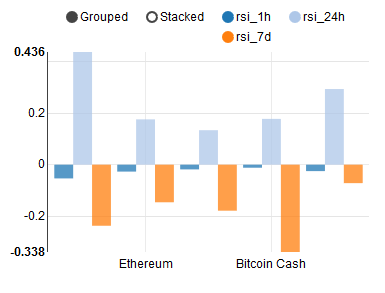 Grouped Stacked rsi_1h rsi_24h
rsi_7d
0.436
0.2
0
-0.2
-0.338
Ethereum Bitcoin Cash